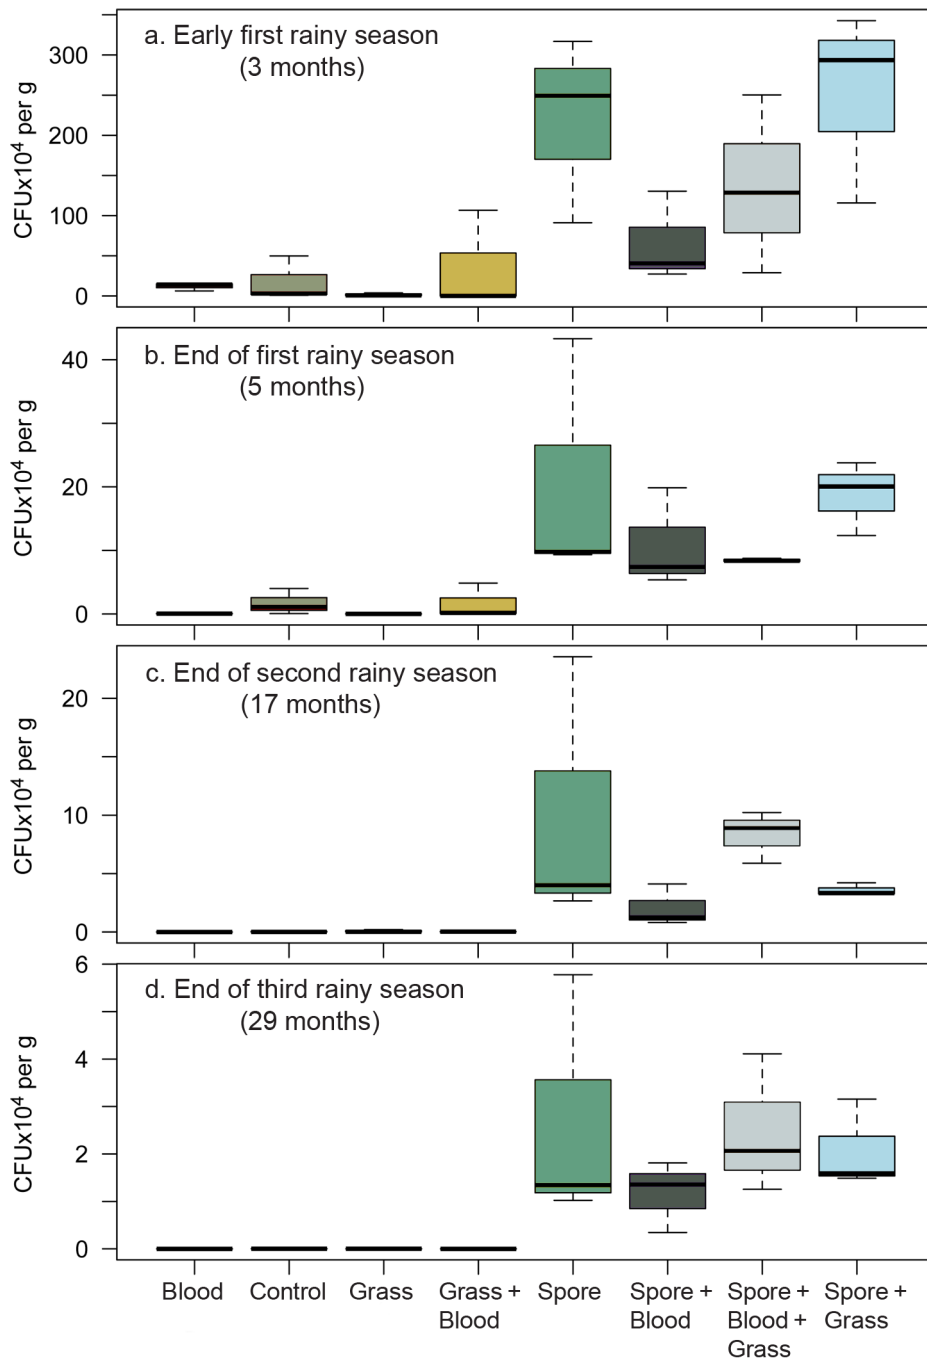 a. Early first rainy season
(3 months)
CFUx10⁴ per g
300
200
100
0
b. End of first rainy season
(5 months)
CFUx10⁴ per g
40
20
0
c. End of second rainy season
(17 months)
CFUx10⁴ per g
20
10
0
d. End of third rainy season
(29 months)
CFUx10⁴ per g
6
4
2
0
Blood
Control
Grass
Grass +
Blood
Spore
Spore +
Blood
Spore +
Blood +
Grass
Spore +
Grass